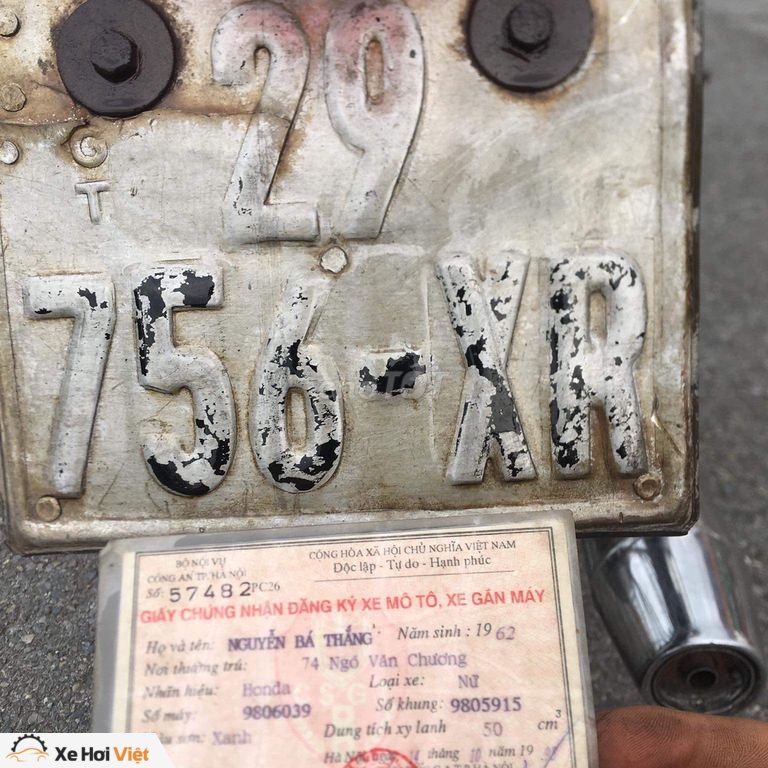 29
T
756-XR
BỘ NỘI VỤ
CÔNG AN TP.HÀ NỘI
Số: 57482 PC26
CỘNG HÒA XÃ HỘI CHỦ NGHĨA VIỆT NAM
Độc lập - Tự do - Hạnh phúc
GIẤY CHỨNG NHẬN ĐĂNG KÝ XE MÔ TÔ, XE GẮN MÁY
Họ và tên: NGUYỄN BÁ THẮNG Năm sinh: 1962
Nơi thường trú: 74 Ngó Văn Chương
Nhãn hiệu: Honda Loại xe: Nữ
Số máy: 9806039 Số khung: 9805915
sơn: Xanh Dung tích xy lanh 50 cm³
Hà Nội, tháng 10 năm 19
Xe Hơi Việt